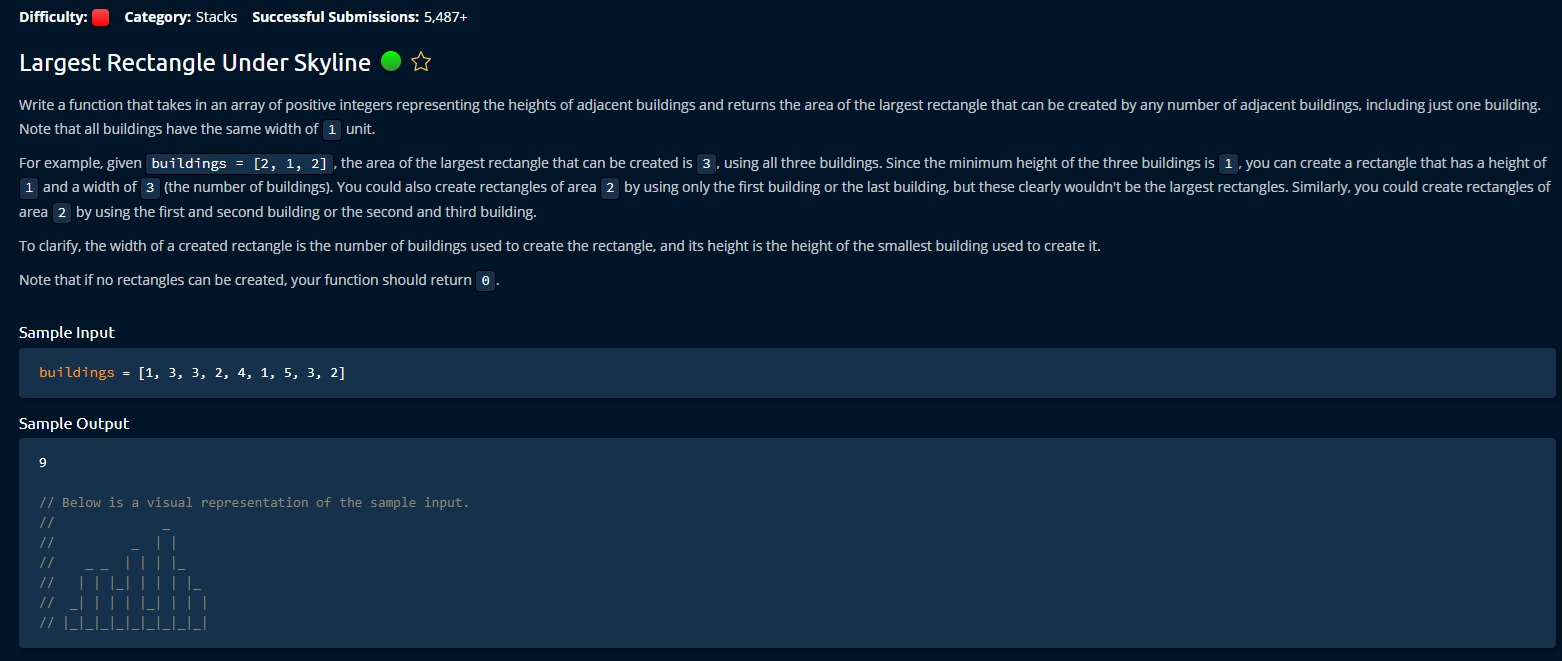 Difficulty: Category: Stacks Successful Submissions: 5,487+
Largest Rectangle Under Skyline
Write a function that takes in an array of positive integers representing the heights of adjacent buildings and returns the area of the largest rectangle that can be created by any number of adjacent buildings, including just one building.
Note that all buildings have the same width of 1 unit.
For example, given buildings = [2, 1, 2], the area of the largest rectangle that can be created is 3, using all three buildings. Since the minimum height of the three buildings is 1, you can create a rectangle that has a height of
1 and a width of 3 (the number of buildings). You could also create rectangles of area 2 by using only the first building or the last building, but these clearly wouldn't be the largest rectangles. Similarly, you could create rectangles of
area 2 by using the first and second building or the second and third building.
To clarify, the width of a created rectangle is the number of buildings used to create the rectangle, and its height is the height of the smallest building used to create it.
Note that if no rectangles can be created, your function should return 0.
Sample Input
buildings = [1, 3, 3, 2, 4, 1, 5, 3, 2]
Sample Output
9
// Below is a visual representation of the sample input.
//              _
//          _  | |
//    _ _  | | | |_
//   | | |_| | | | |_
//  _| | | | |_| | | |
// |_|_|_|_|_|_|_|_|_|